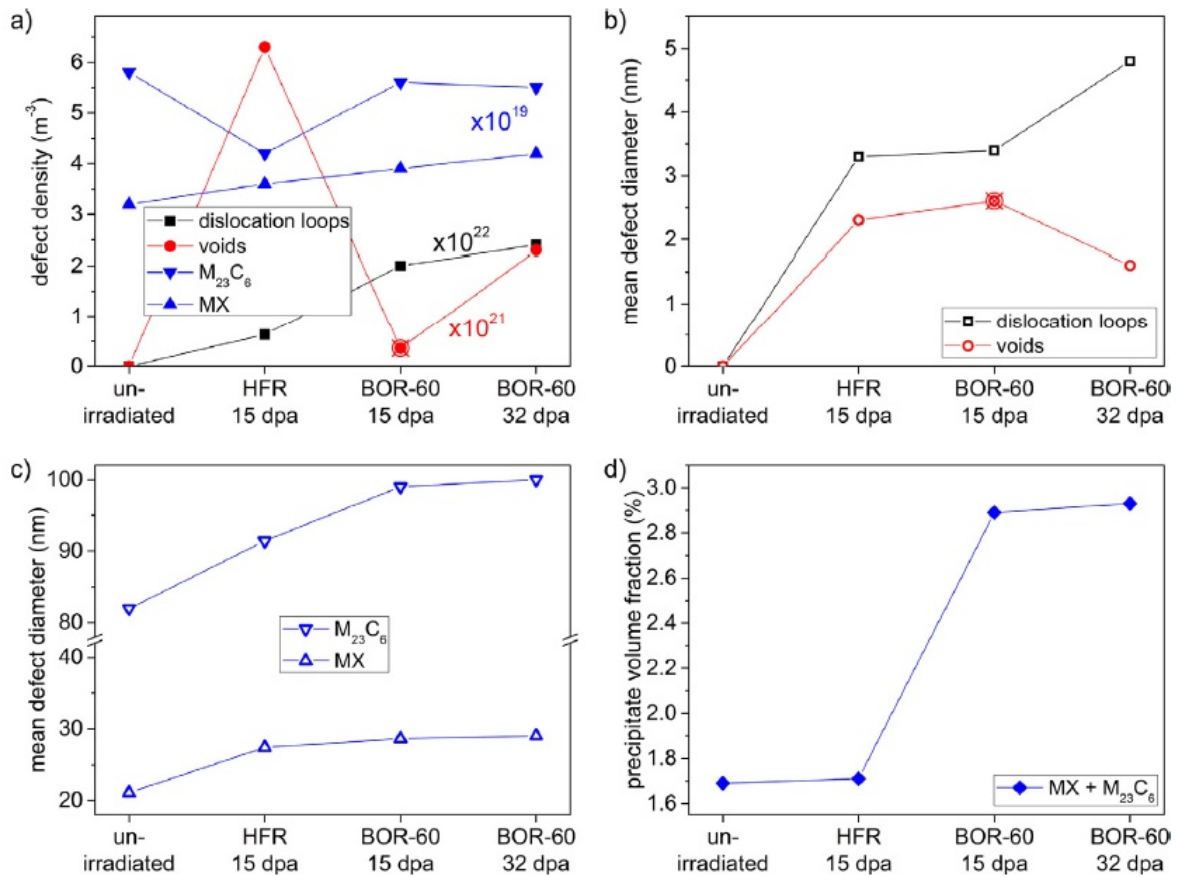 a)
defect density (m⁻³)
6
5
4
3
2
1
0
x10¹⁹
x10²²
x10²¹
dislocation loops
voids
M₂₃C₆
MX
un-
irradiated
HFR
15 dpa
BOR-60
15 dpa
BOR-60
32 dpa
b)
mean defect diameter (nm)
5
4
3
2
1
0
dislocation loops
voids
un-
irradiated
HFR
15 dpa
BOR-60
15 dpa
BOR-60
32 dpa
c)
mean defect diameter (nm)
100
90
80
40
30
20
M₂₃C₆
MX
un-
irradiated
HFR
15 dpa
BOR-60
15 dpa
BOR-60
32 dpa
d)
precipitate volume fraction (%)
3.0
2.8
2.6
2.4
2.2
2.0
1.8
1.6
MX + M₂₃C₆
un-
irradiated
HFR
15 dpa
BOR-60
15 dpa
BOR-60
32 dpa